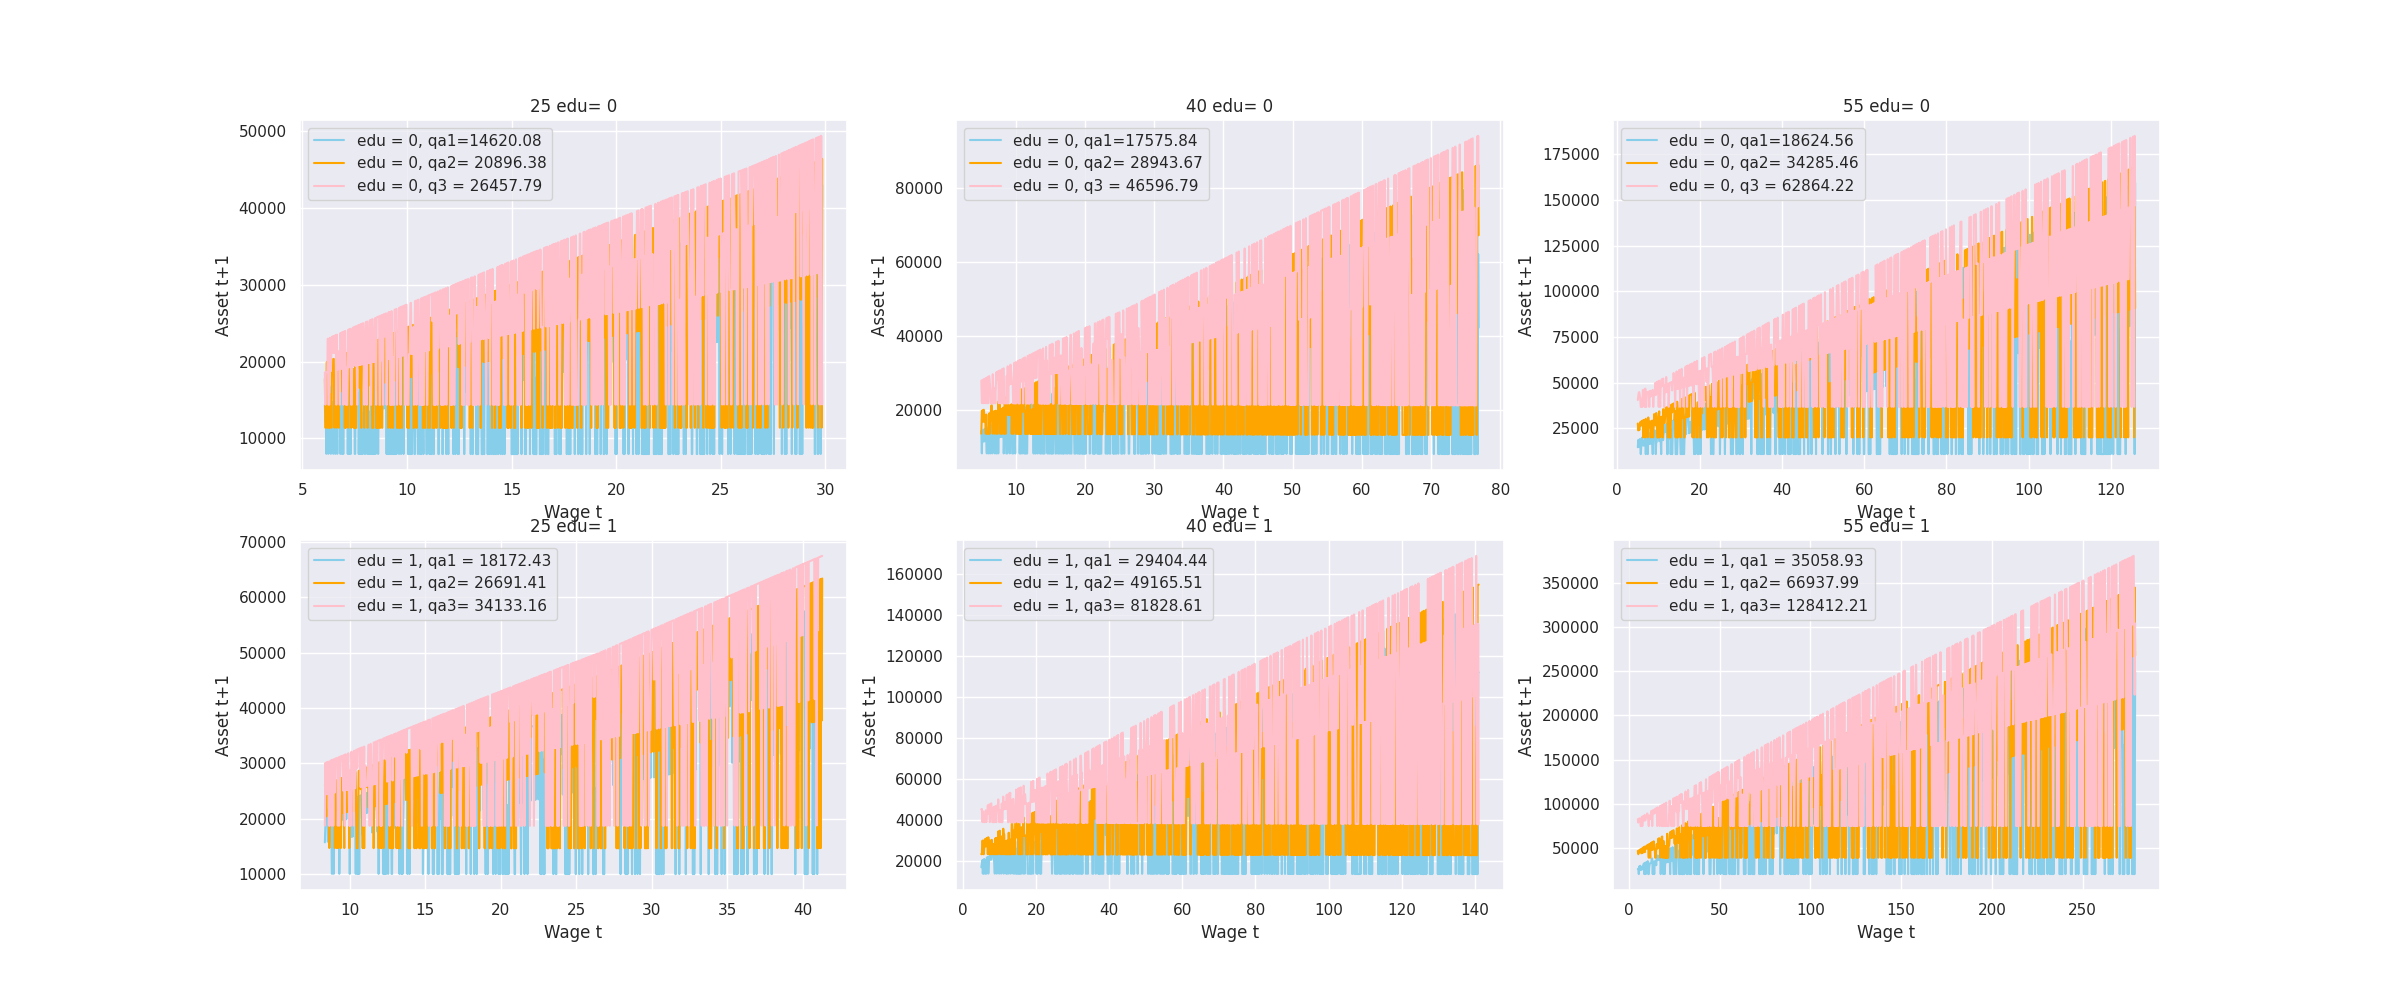 25 edu= 0
edu = 0, qa1=14620.08
edu = 0, qa2= 20896.38
edu = 0, q3 = 26457.79
Asset t+1
50000
40000
30000
20000
10000
5 10 15 20 25 30
Wage t
40 edu= 0
edu = 0, qa1=17575.84
edu = 0, qa2= 28943.67
edu = 0, q3 = 46596.79
Asset t+1
80000
60000
40000
20000
10 20 30 40 50 60 70 80
Wage t
55 edu= 0
edu = 0, qa1=18624.56
edu = 0, qa2= 34285.46
edu = 0, q3 = 62864.22
Asset t+1
175000
150000
125000
100000
75000
50000
25000
0 20 40 60 80 100 120
Wage t
25 edu= 1
edu = 1, qa1 = 18172.43
edu = 1, qa2= 26691.41
edu = 1, qa3= 34133.16
Asset t+1
70000
60000
50000
40000
30000
20000
10000
10 15 20 25 30 35 40
Wage t
40 edu= 1
edu = 1, qa1 = 29404.44
edu = 1, qa2= 49165.51
edu = 1, qa3= 81828.61
Asset t+1
160000
140000
120000
100000
80000
60000
40000
20000
0 20 40 60 80 100 120 140
Wage t
55 edu= 1
edu = 1, qa1 = 35058.93
edu = 1, qa2= 66937.99
edu = 1, qa3= 128412.21
Asset t+1
350000
300000
250000
200000
150000
100000
50000
0 50 100 150 200 250
Wage t